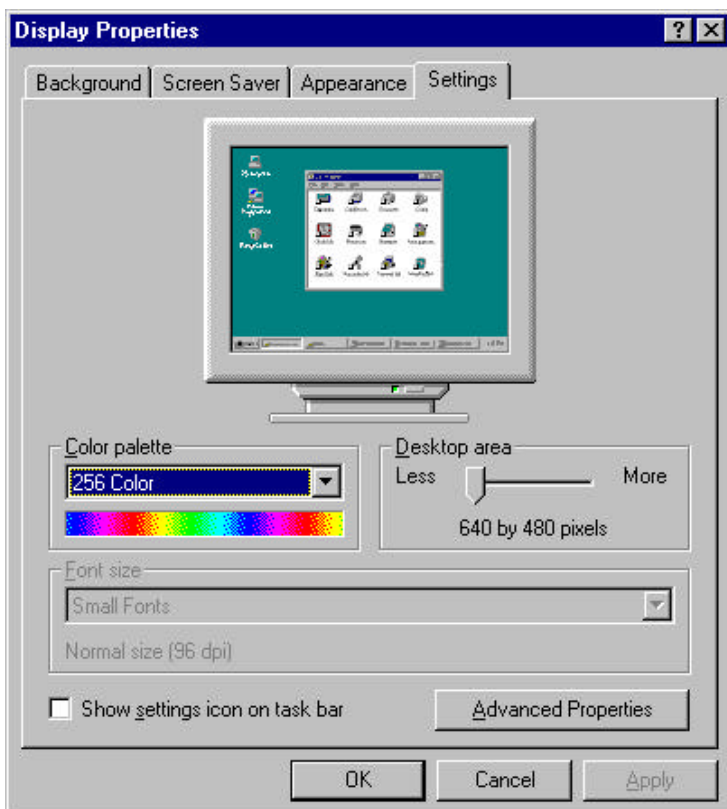 Display Properties
Background
Screen Saver
Appearance
Settings
Color palette
256 Color
Desktop area
Less
More
640 by 480 pixels
Font size
Small Fonts
Normal size (96 dpi)
Show settings icon on task bar
Advanced Properties
OK
Cancel
Apply